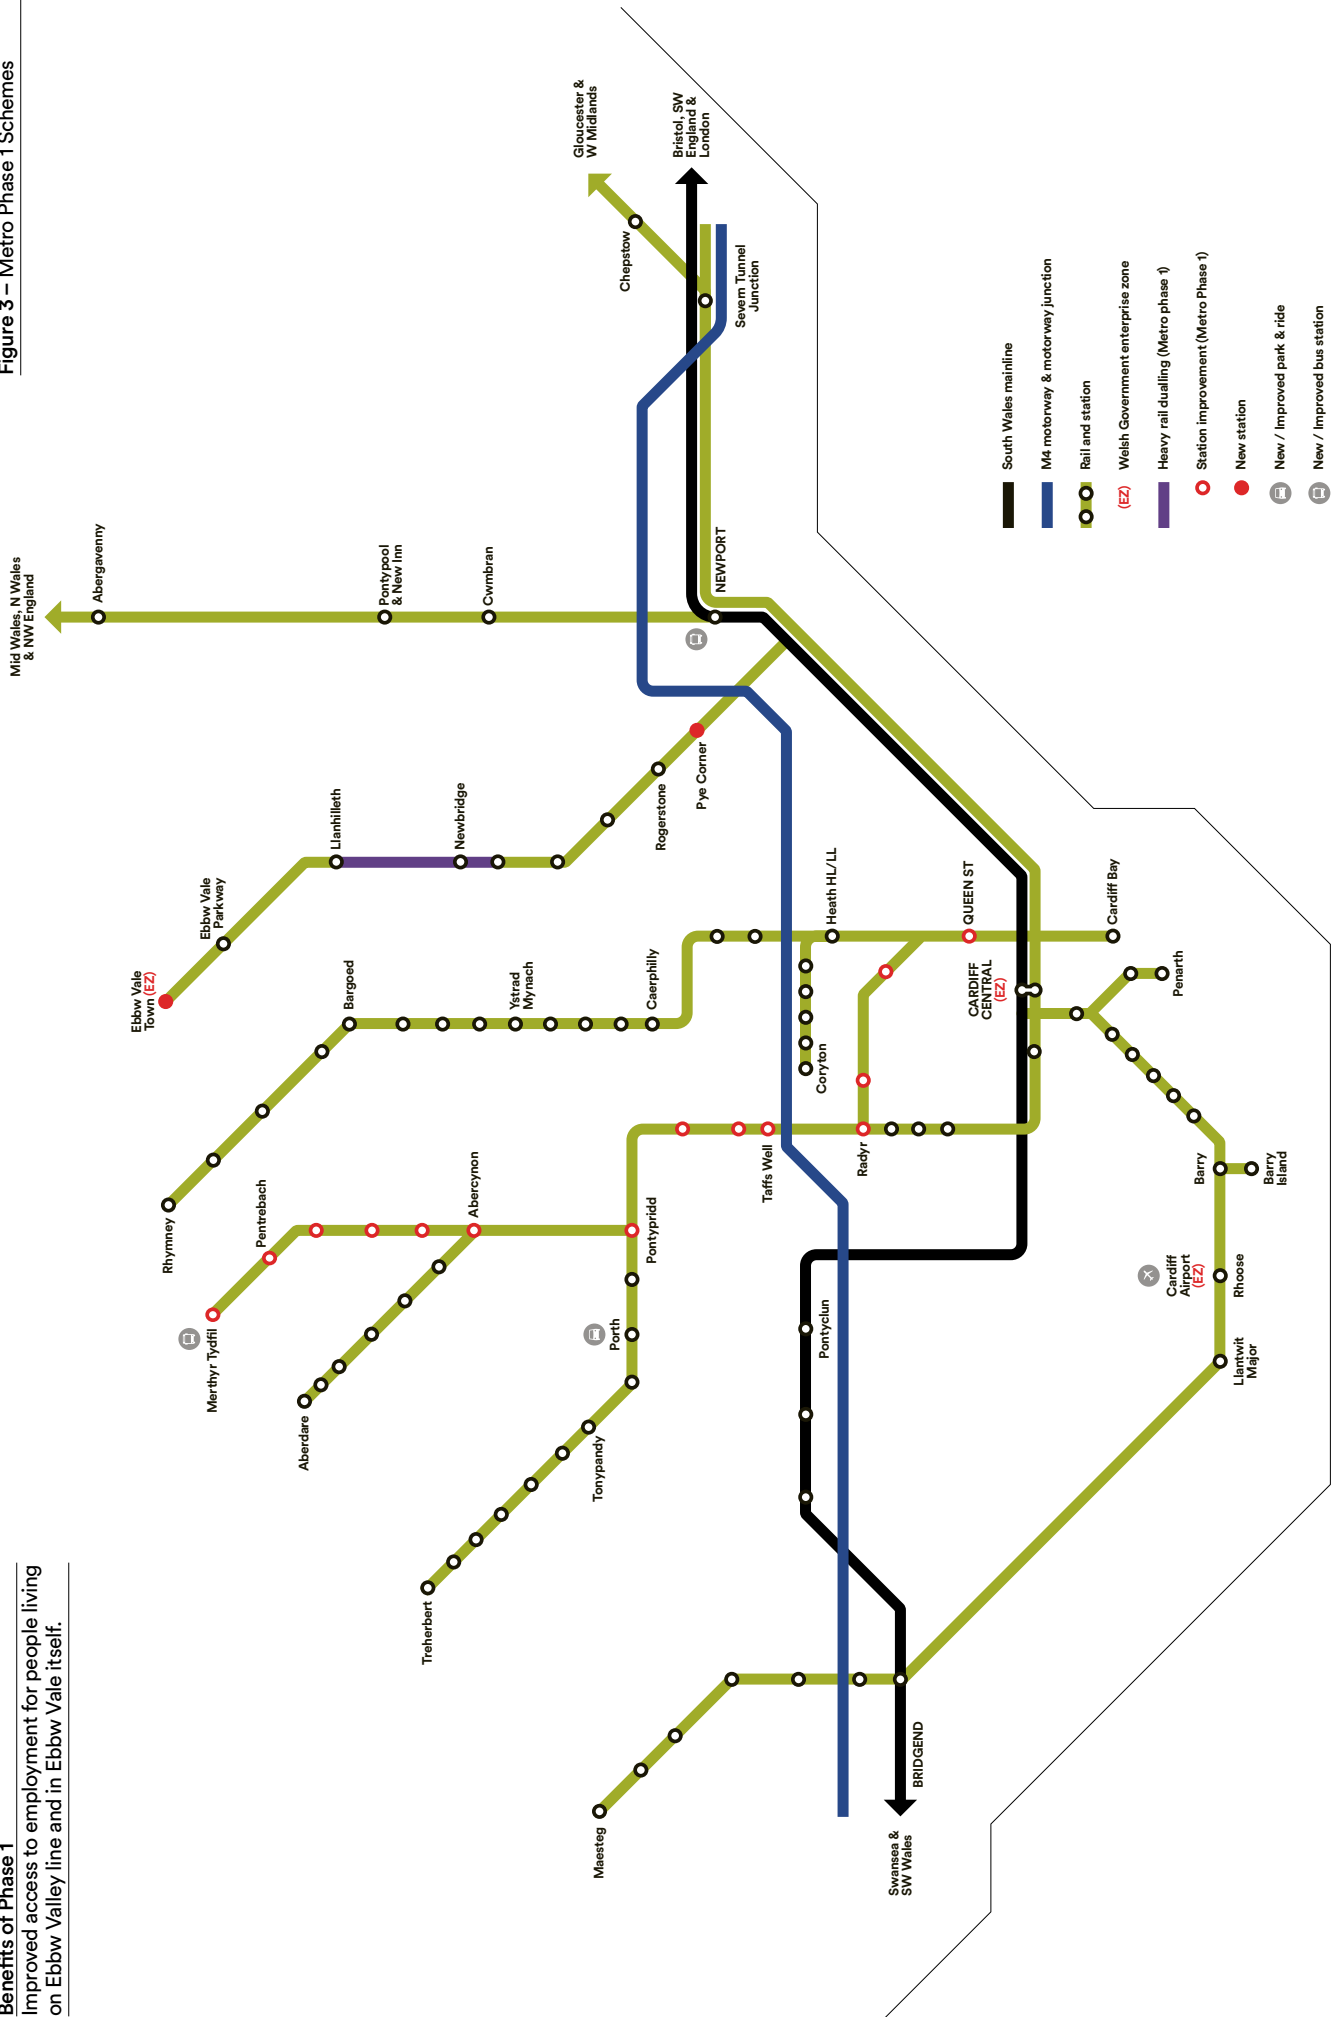 Benefits of Phase 1
Improved access to employment for people living
on Ebbw Valley line and in Ebbw Vale itself.
Figure 3 – Metro Phase 1 Schemes
Mid Wales, N Wales
& NW England
Abergavenny
Pontypool
& New Inn
Cwmbran
Gloucester &
W Midlands
Bristol, SW
England &
London
Chepstow
Severn Tunnel
Junction
NEWPORT
Ebbw Vale
Town (EZ)
Ebbw Vale
Parkway
Llanhilleth
Newbridge
Rogerstone
Pye Corner
Rhymney
Bargoed
Ystrad
Mynach
Caerphilly
Heath HL/LL
Coryton
QUEEN ST
CARDIFF
CENTRAL
(EZ)
Cardiff Bay
Penarth
Merthyr Tydfil
Pentrebach
Abercynon
Aberdare
Pontypridd
Porth
Tonypandy
Treherbert
Taffs Well
Radyr
Pontyclun
Barry
Barry
Island
Cardiff
Airport
(EZ)
Rhoose
Llantwit
Major
Maesteg
BRIDGEND
Swansea &
SW Wales
South Wales mainline
M4 motorway & motorway junction
Rail and station
(EZ) Welsh Government enterprise zone
Heavy rail dualling (Metro phase 1)
Station improvement (Metro Phase 1)
New station
New / Improved park & ride
New / Improved bus station